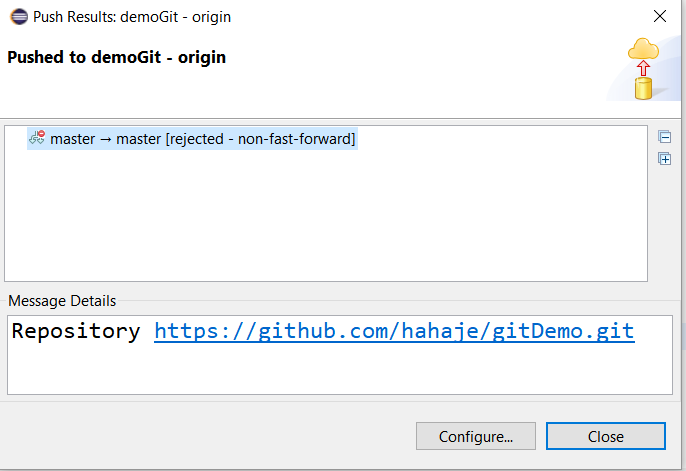 Push Results: demoGit - origin
Pushed to demoGit - origin
master → master [rejected - non-fast-forward]
Message Details
Repository https://github.com/hahaje/gitDemo.git
Configure...
Close